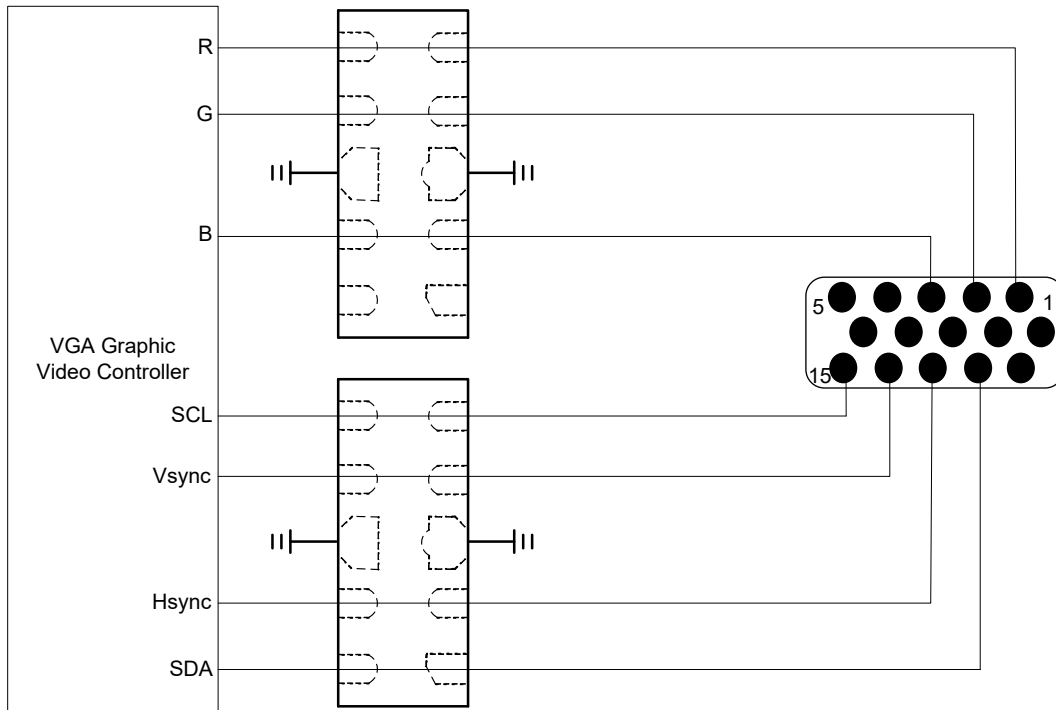 R
G
B
5
1
VGA Graphic
Video Controller
15
SCL
Vsync
Hsync
SDA